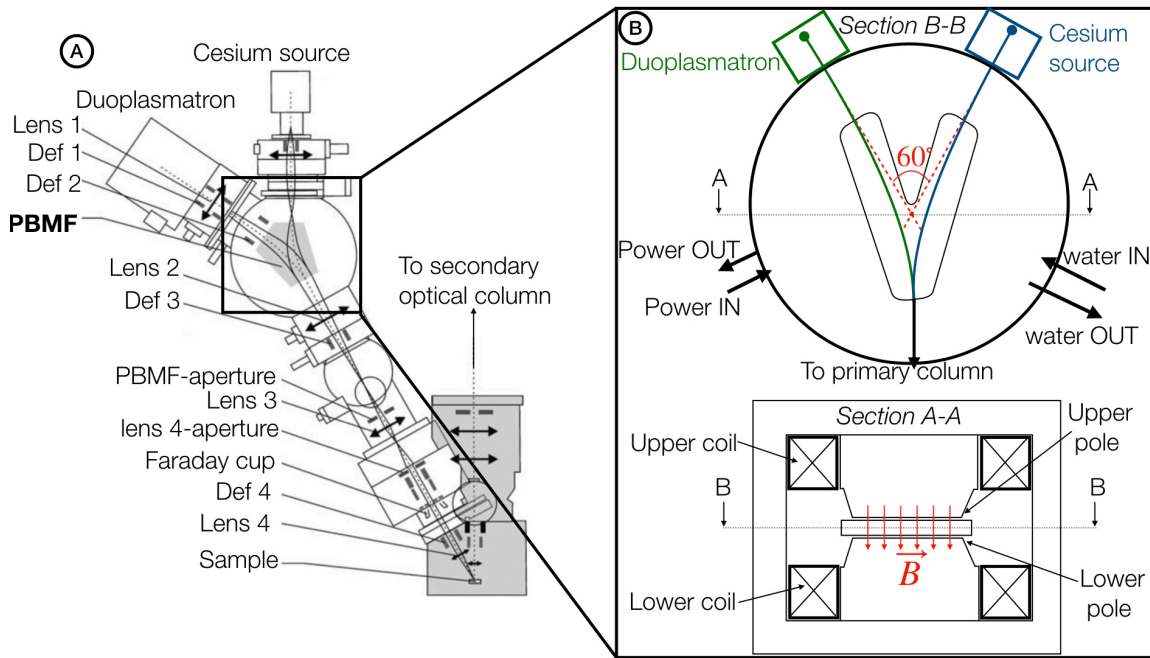 A
Cesium source
Duoplasmatron
Lens 1
Def 1
Def 2
PBMF
Lens 2
Def 3
To secondary
optical column
PBMF-aperture
Lens 3
lens 4-aperture
Faraday cup
Def 4
Lens 4
Sample
B
Section B-B
Duoplasmatron
Cesium
source
60°
A
A
Power OUT
Power IN
water IN
water OUT
To primary column
Section A-A
Upper coil
Upper
pole
B
B
B
Lower coil
Lower
pole